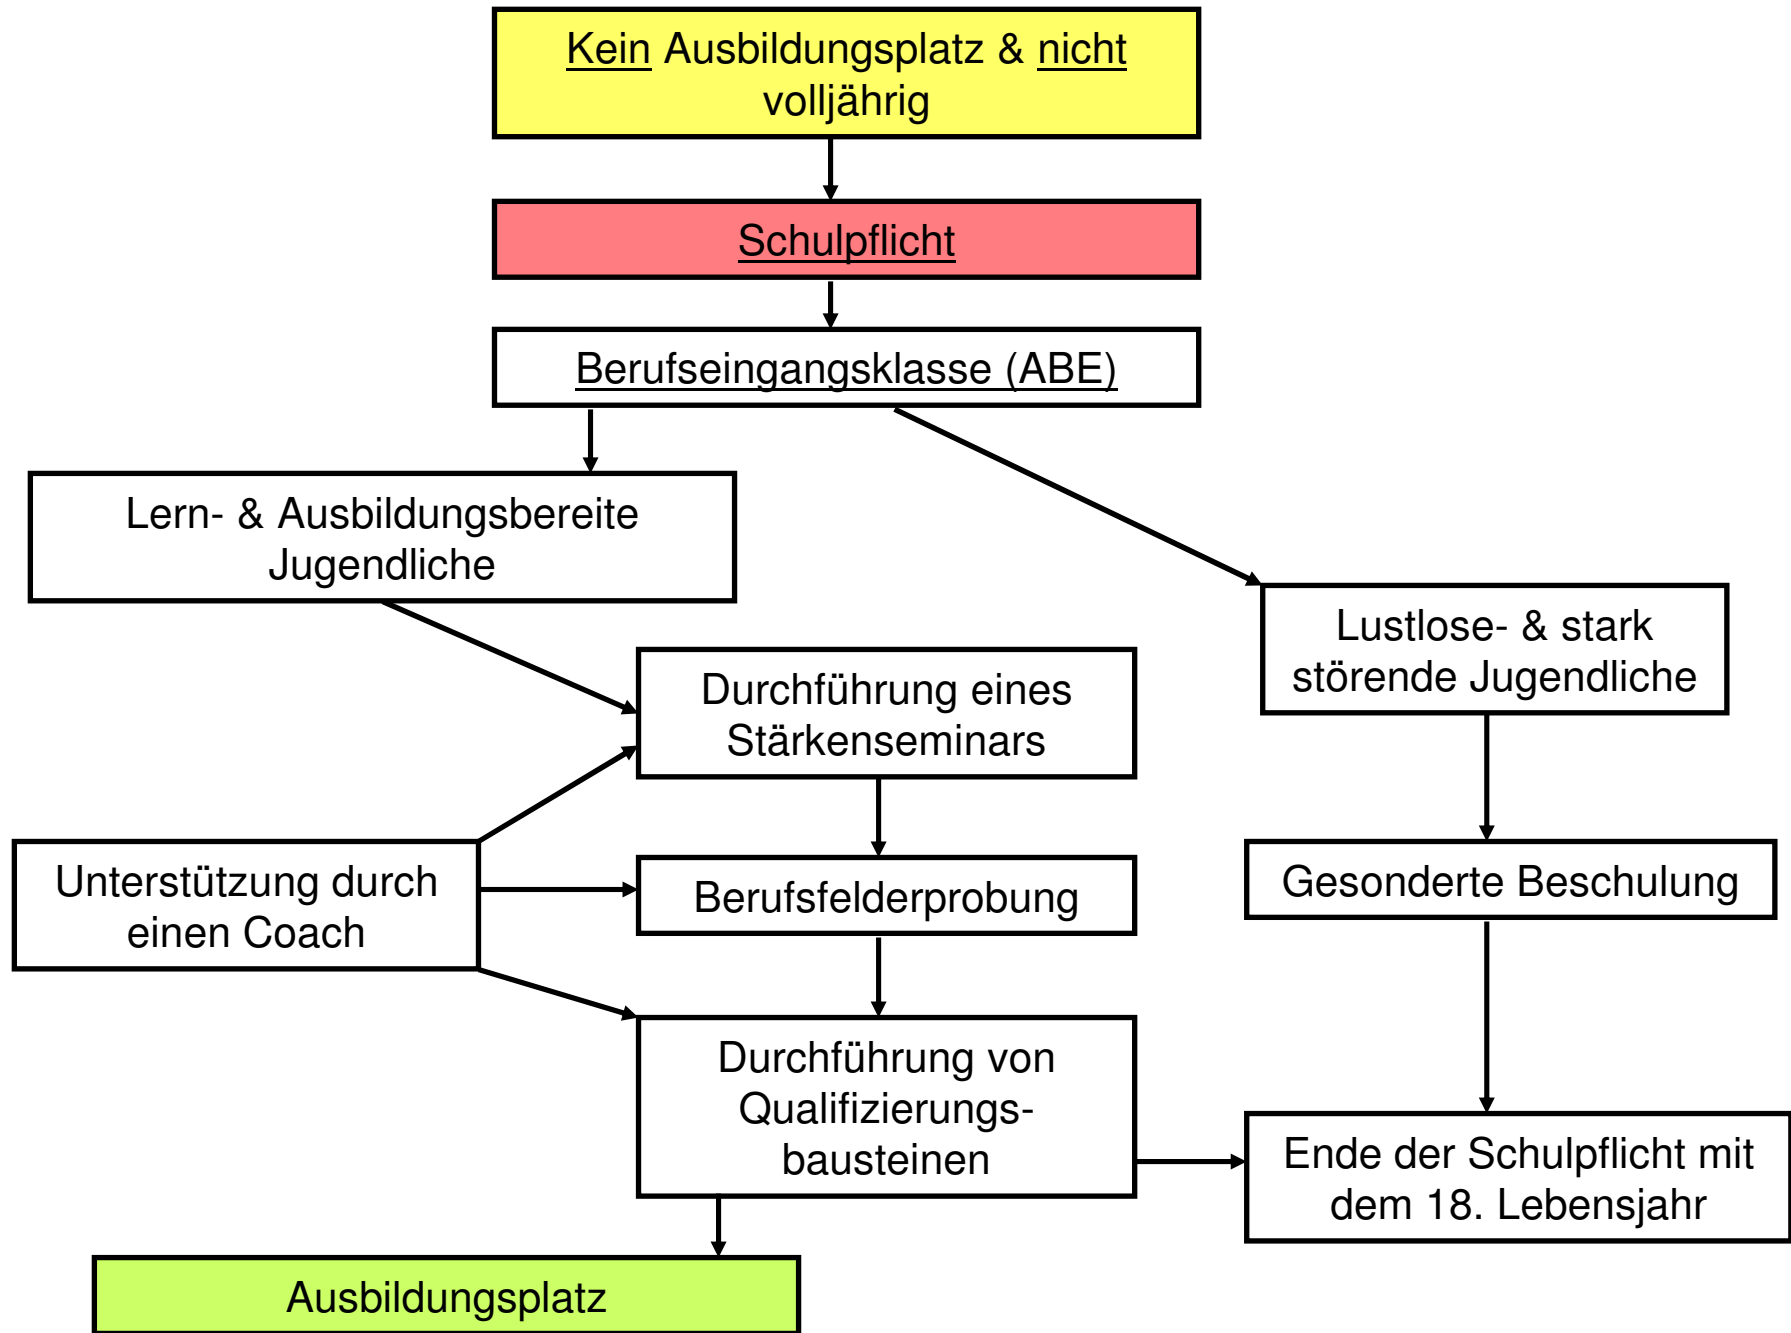 Kein Ausbildungsplatz & nicht
volljährig
Schulpflicht
Berufseingangsklasse (ABE)
Lern- & Ausbildungsbereite
Jugendliche
Lustlose- & stark
störende Jugendliche
Durchführung eines
Stärkenseminars
Unterstützung durch
einen Coach
Berufsfelderprobung
Gesonderte Beschulung
Durchführung von
Qualifizierungs-
bausteinen
Ende der Schulpflicht mit
dem 18. Lebensjahr
Ausbildungsplatz